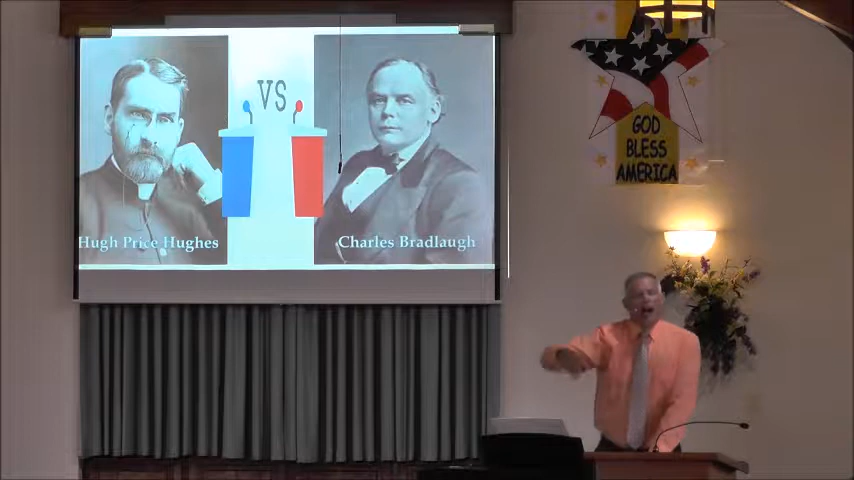 VS
Hugh Price Hughes
Charles Bradlaugh
GOD
BLESS
AMERICA